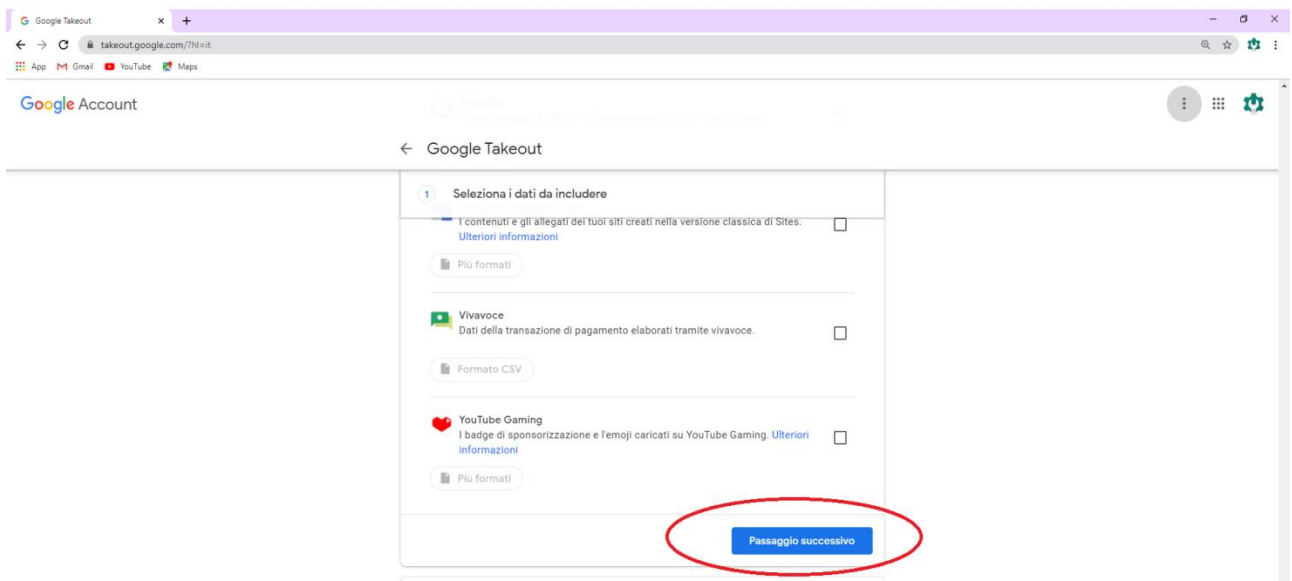 Google Takeout
takeout.google.com/?hl=it
App Gmail YouTube Maps
Google Account
Google Takeout
1 Seleziona i dati da includere
I contenuti e gli allegati dei tuoi siti creati nella versione classica di Sites.
Ulteriori informazioni
Più formati
Vivavoce
Dati della transazione di pagamento elaborati tramite vivavoce.
Formato CSV
YouTube Gaming
I badge di sponsorizzazione e l'emoji caricati su YouTube Gaming. Ulteriori
informazioni
Più formati
Passaggio successivo